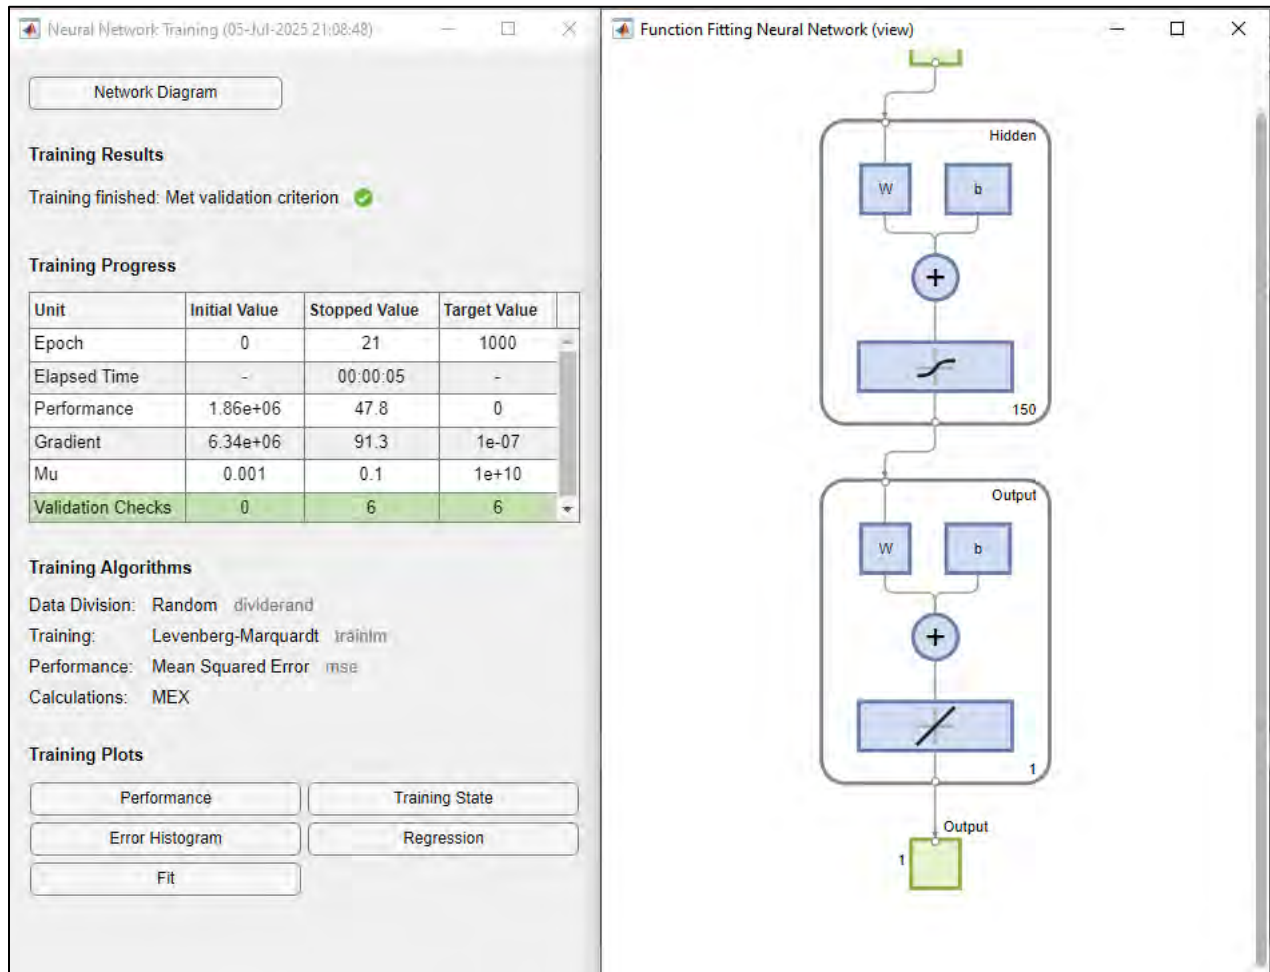 Neural Network Training (05-Jul-2025 21:08:48)
Network Diagram
Training Results
Training finished: Met validation criterion
Training Progress
Unit Initial Value Stopped Value Target Value
Epoch 0 21 1000
Elapsed Time - 00:00:05 -
Performance 1.86e+06 47.8 0
Gradient 6.34e+06 91.3 1e-07
Mu 0.001 0.1 1e+10
Validation Checks 0 6 6
Training Algorithms
Data Division: Random dividerand
Training: Levenberg-Marquardt trainlm
Performance: Mean Squared Error mse
Calculations: MEX
Training Plots
Performance Training State
Error Histogram Regression
Fit
Function Fitting Neural Network (view)
Hidden
W b
+
150
Output
W b
+
1
Output
1